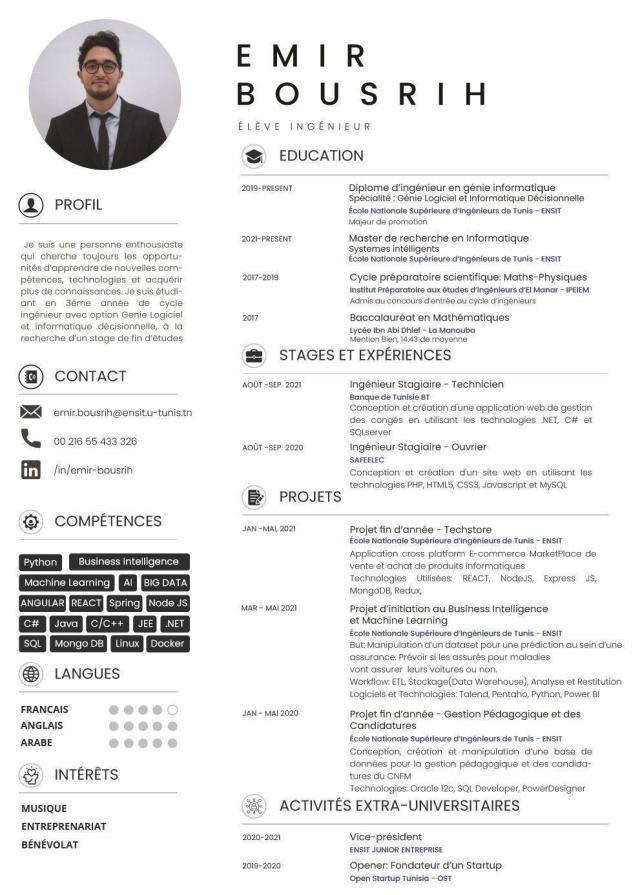 EMIR
BOUSRIH
ÉLÈVE INGÉNIEUR
PROFIL
Je suis une personne enthousiaste
qui cherche toujours les opportu-
nités d'apprendre de nouvelles com-
pétences, technologies et acquérir
plus de connaissances. Je suis étudi-
ant en 3éme année de cycle
ingénieur avec option Genie Logiciel
et informatique décisionnelle, à la
recherche d'un stage de fin d'études
CONTACT
emir.bousrih@ensit.u-tunis.tn
00 216 55 433 326
/in/emir-bousrih
COMPÉTENCES
Python Business intelligence
Machine Learning AI BIG DATA
ANGULAR REACT Spring Node JS
C# Java C/C++ JEE .NET
SQL Mongo DB Linux Docker
LANGUES
FRANCAIS
ANGLAIS
ARABE
INTÉRÊTS
MUSIQUE
ENTREPRENARIAT
BÉNÉVOLAT
EDUCATION
2019-PRESENT
Diplome d'ingénieur en génie informatique
Spécialité : Génie Logiciel et Informatique Décisionnelle
École Nationale Supérieure d'Ingénieurs de Tunis - ENSIT
Majeur de promotion
2021-PRESENT
Master de recherche en Informatique
Systemes intélligents
École Nationale Supérieure d'Ingénieurs de Tunis - ENSIT
2017-2019
Cycle préparatoire scientifique: Maths-Physiques
Institut Préparatoire aux études d'Ingénieurs d'El Manar - IPEIEM
Admis au concours d'entrée au cycle d'ingénieurs
2017
Baccalauréat en Mathématiques
Lycée Ibn Abi Dhief - La Manouba
Mention Bien, 14.43 de moyenne
STAGES ET EXPÉRIENCES
AOÛT -SEP 2021
Ingénieur Stagiaire - Technicien
Banque de Tunisie BT
Conception et création d'une application web de gestion
des congés en utilisant les technologies .NET, C# et
SQLserver
AOÛT -SEP 2020
Ingénieur Stagiaire - Ouvrier
SAFEELEC
Conception et création d'un site web en utilisant les
technologies PHP, HTML5, CSS3, Javascript et MySQL
PROJETS
JAN -MAI, 2021
Projet fin d'année - Techstore
École Nationale Supérieure d'Ingénieurs de Tunis - ENSIT
Application cross platform E-commerce MarketPlace de
vente et achat de produits informatiques
Technologies Utilisées: REACT, NodeJS, Express JS,
MongoDB, Redux,
MAR - MAI 2021
Projet d'initiation au Business Intelligence
et Machine Learning
École Nationale Supérieure d'Ingénieurs de Tunis - ENSIT
But: Manipulation d'un dataset pour une prédiction au sein d'une
assurance. Prévoir si les assurés pour maladies
vont assurer leurs voitures ou non.
Workflow: ETL, Stockage(Data Warehouse), Analyse et Restitution
Logiciels et Technologies: Talend, Pentaho, Python, Power BI
JAN - MAI 2020
Projet fin d'année - Gestion Pédagogique et des
Candidatures
École Nationale Supérieure d'Ingénieurs de Tunis - ENSIT
Conception, création et manipulation d'une base de
données pour la gestion pédagogique et des candida-
tures du CNFM
Technologies: Oracle 12c, SQL Developer, PowerDesigner
ACTIVITÉS EXTRA-UNIVERSITAIRES
2020-2021
Vice-président
ENSIT JUNIOR ENTREPRISE
2019-2020
Opener: Fondateur d'un Startup
Open Startup Tunisia - OST